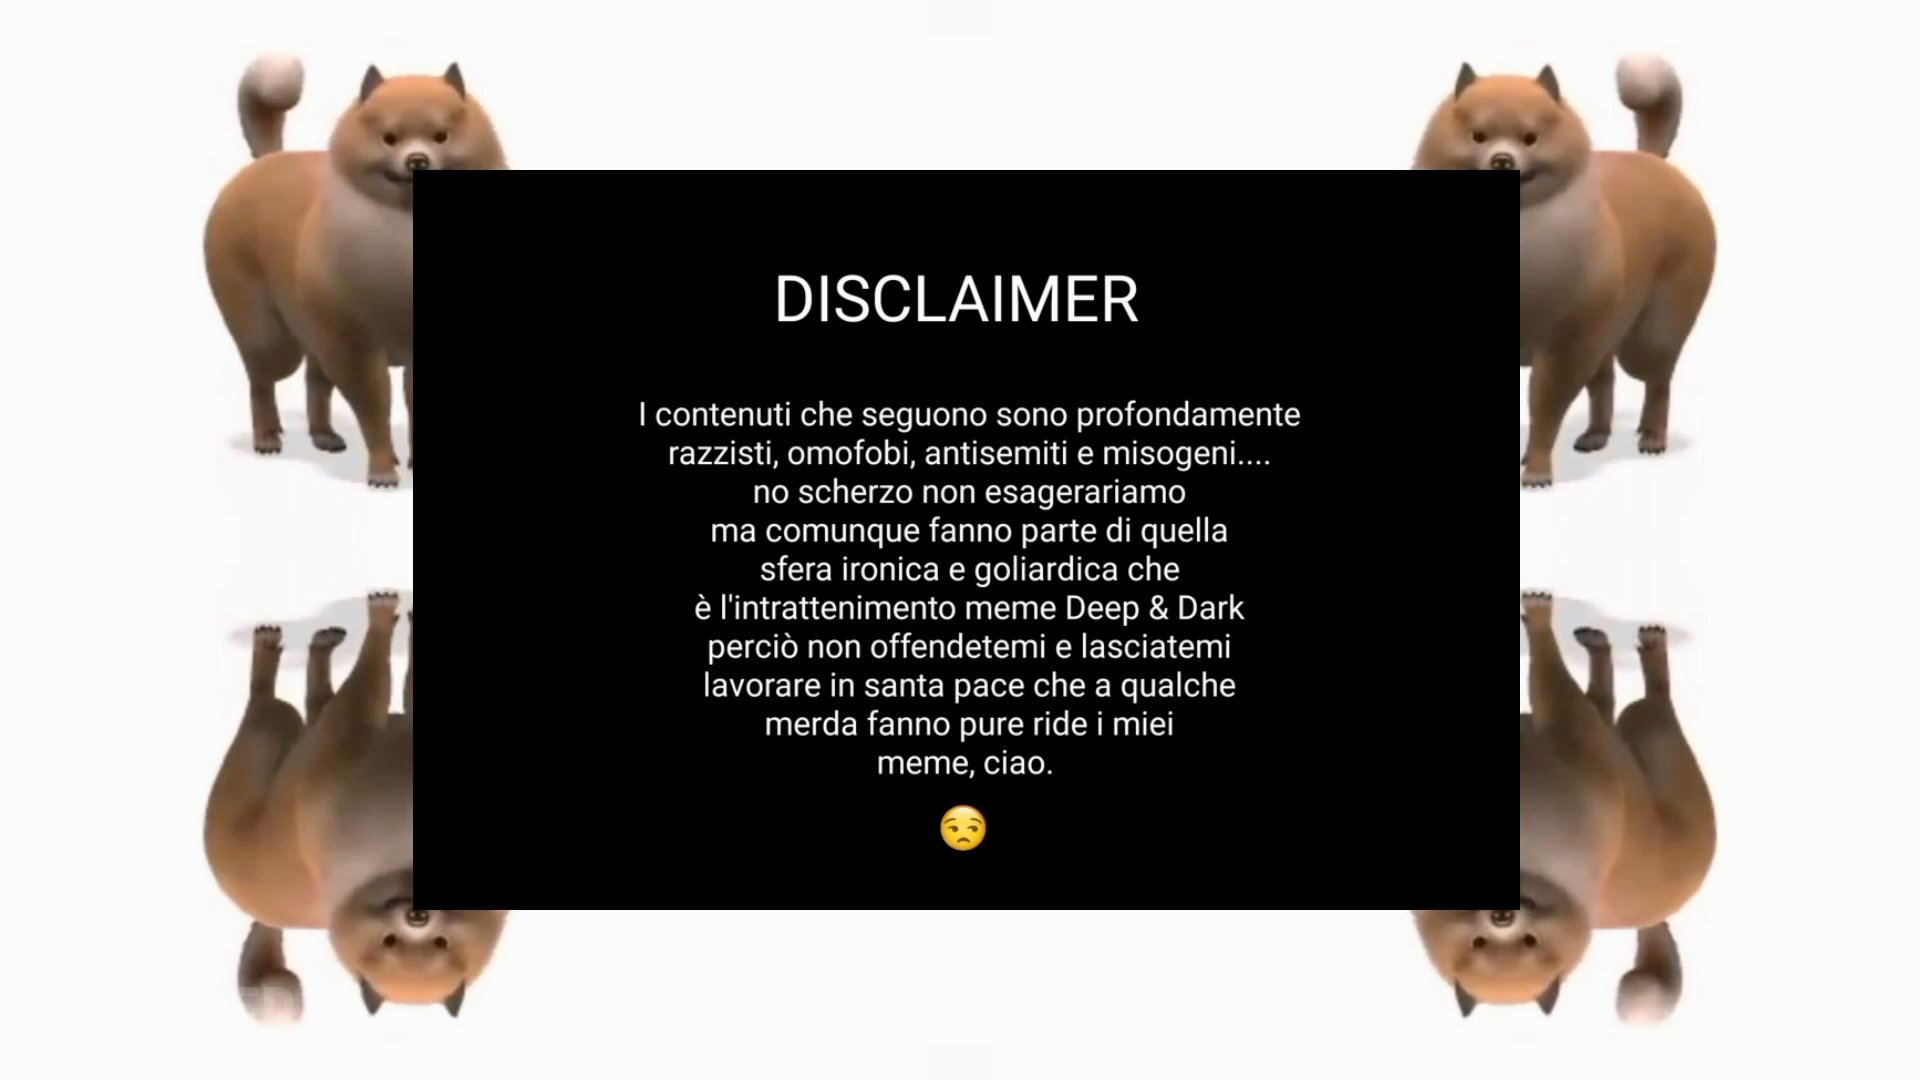 DISCLAIMER
I contenuti che seguono sono profondamente
razzisti, omofobi, antisemiti e misogeni....
no scherzo non esagerariamo
ma comunque fanno parte di quella
sfera ironica e goliardica che
è l'intrattenimento meme Deep & Dark
perciò non offendetemi e lasciatemi
lavorare in santa pace che a qualche
merda fanno pure ride i miei
meme, ciao.